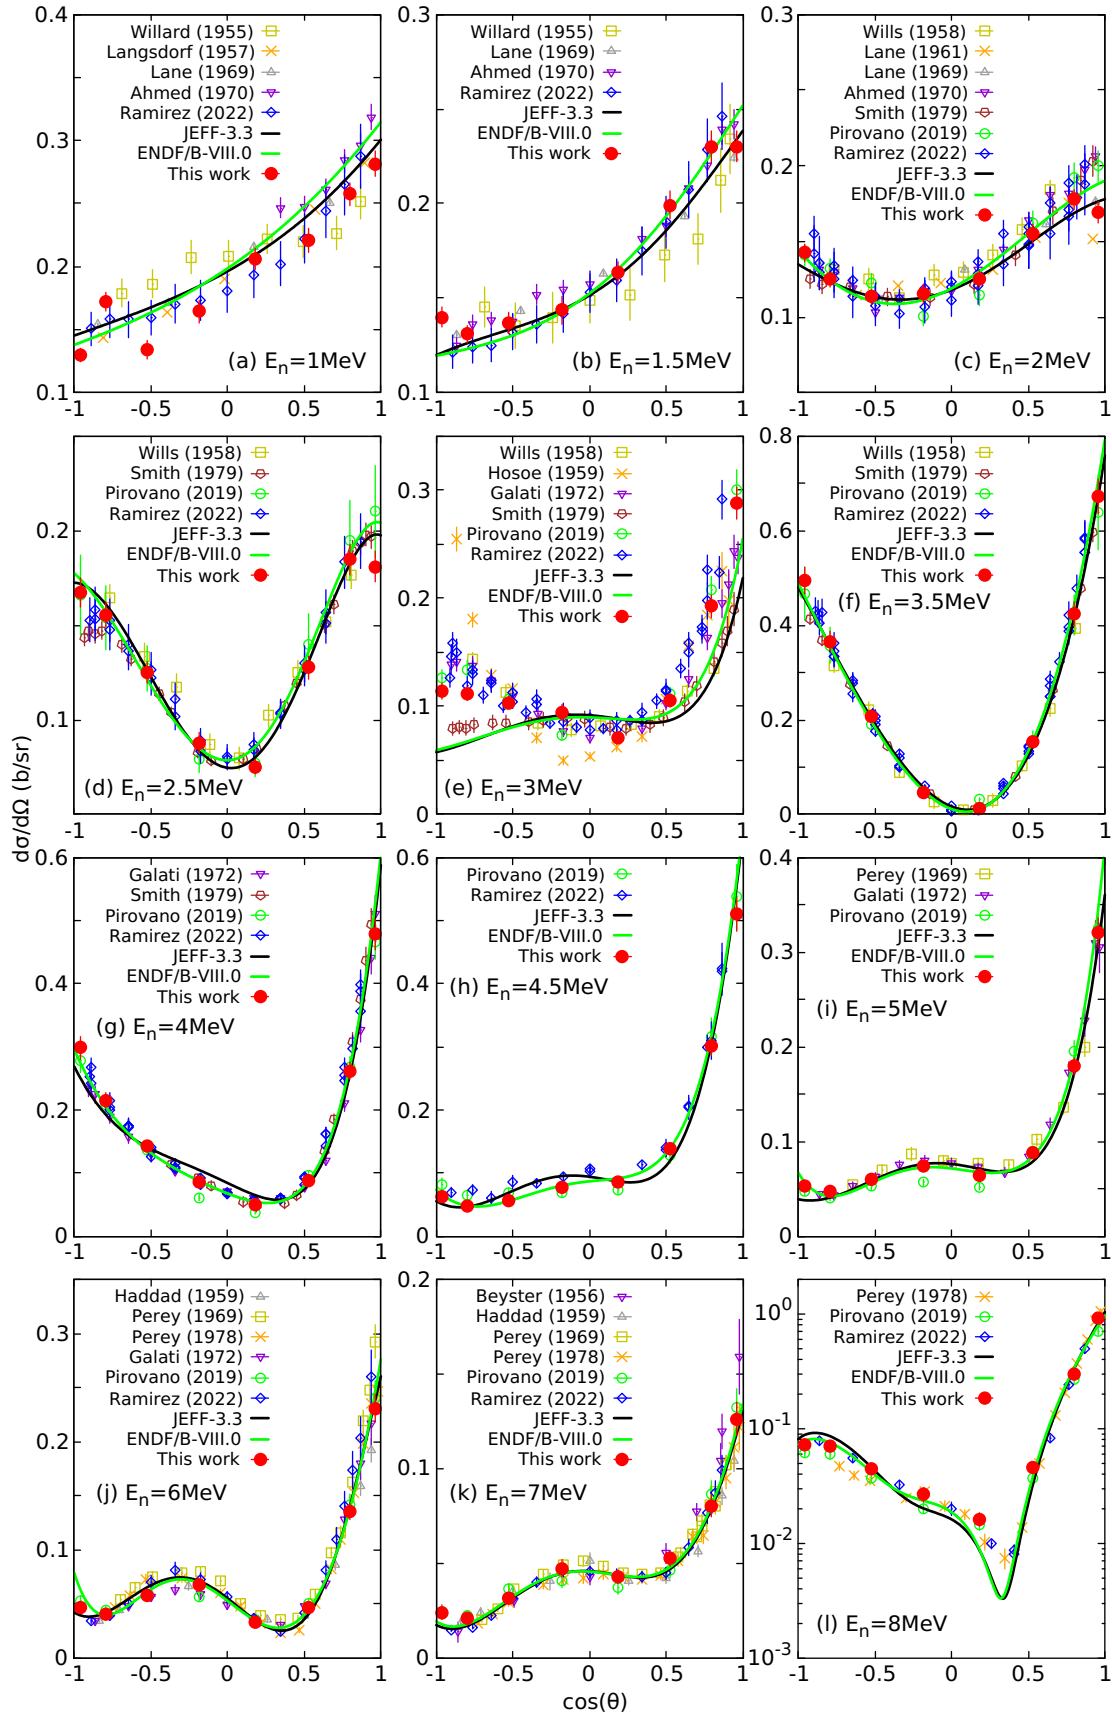 0.4
0.3
0.2
0.1
-1
-0.5
0
0.5
1
Willard (1955)
Langsdorf (1957)
Lane (1969)
Ahmed (1970)
Ramirez (2022)
JEFF-3.3
ENDF/B-VIII.0
This work
(a) E_n=1MeV
0.3
0.2
0.1
-1
-0.5
0
0.5
1
Willard (1955)
Lane (1969)
Ahmed (1970)
Ramirez (2022)
JEFF-3.3
ENDF/B-VIII.0
This work
(b) E_n=1.5MeV
0.3
0.2
0.1
-1
-0.5
0
0.5
1
Wills (1958)
Lane (1961)
Lane (1969)
Ahmed (1970)
Smith (1979)
Pirovano (2019)
Ramirez (2022)
JEFF-3.3
ENDF/B-VIII.0
This work
(c) E_n=2MeV
0.2
0.1
-1
-0.5
0
0.5
1
Wills (1958)
Smith (1979)
Pirovano (2019)
Ramirez (2022)
JEFF-3.3
ENDF/B-VIII.0
This work
(d) E_n=2.5MeV
0.3
0.2
0.1
0
-1
-0.5
0
0.5
1
Wills (1958)
Hosoe (1959)
Galati (1972)
Smith (1979)
Pirovano (2019)
Ramirez (2022)
JEFF-3.3
ENDF/B-VIII.0
This work
(e) E_n=3MeV
0.8
0.6
0.4
0.2
0
-1
-0.5
0
0.5
1
Wills (1958)
Smith (1979)
Pirovano (2019)
Ramirez (2022)
JEFF-3.3
ENDF/B-VIII.0
This work
(f) E_n=3.5MeV
dσ/dΩ (b/sr)
0.6
0.4
0.2
0
-1
-0.5
0
0.5
1
Galati (1972)
Smith (1979)
Pirovano (2019)
Ramirez (2022)
JEFF-3.3
ENDF/B-VIII.0
This work
(g) E_n=4MeV
0.6
0.4
0.2
0
-1
-0.5
0
0.5
1
Pirovano (2019)
Ramirez (2022)
JEFF-3.3
ENDF/B-VIII.0
This work
(h) E_n=4.5MeV
0.4
0.3
0.2
0.1
0
-1
-0.5
0
0.5
1
Perey (1969)
Galati (1972)
Pirovano (2019)
JEFF-3.3
ENDF/B-VIII.0
This work
(i) E_n=5MeV
0.3
0.2
0.1
0
-1
-0.5
0
0.5
1
Haddad (1959)
Perey (1969)
Perey (1978)
Galati (1972)
Pirovano (2019)
Ramirez (2022)
JEFF-3.3
ENDF/B-VIII.0
This work
(j) E_n=6MeV
0.2
0.1
0
-1
-0.5
0
0.5
1
Beyster (1956)
Haddad (1959)
Perey (1969)
Perey (1978)
Pirovano (2019)
Ramirez (2022)
JEFF-3.3
ENDF/B-VIII.0
This work
(k) E_n=7MeV
10^0
10^-1
10^-2
10^-3
-1
-0.5
0
0.5
1
Perey (1978)
Pirovano (2019)
Ramirez (2022)
JEFF-3.3
ENDF/B-VIII.0
This work
(l) E_n=8MeV
cos(θ)